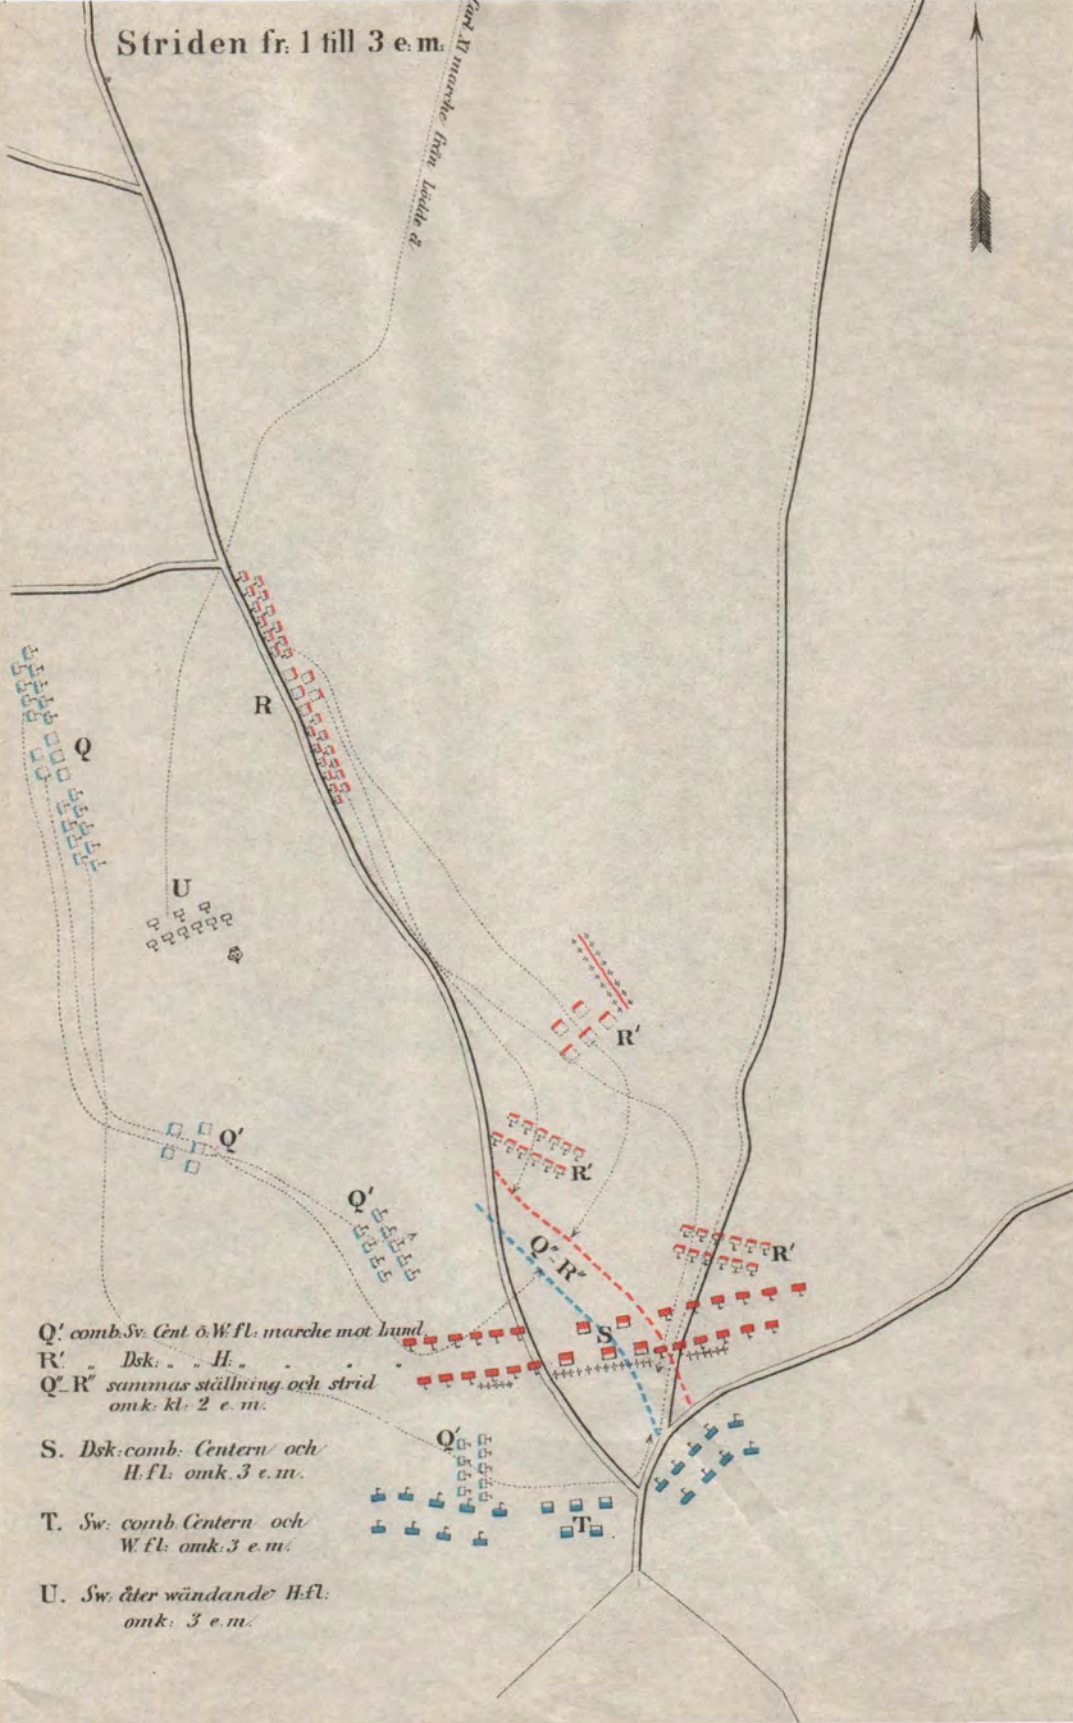 Striden fr: 1 till 3 e.m.
Carl XI marche från Lödde å.
R
Q
U
R'
Q'
R'
Q'
R'
Q''-R''
S
Q'. comb: Sv: Cent o: W. fl: marche mot Lund
R' „ Dsk: „ „ H: „ „ „ „
Q''-R'' sammas ställning och strid
omk: kl: 2 e.m.
Q'
S. Dsk: comb: Centern och
H: fl: omk. 3 e.m.
T. Sw: comb. Centern och
W. fl: omk: 3 e.m.
T
U. Sw: åter wändande H: fl:
omk: 3 e.m.